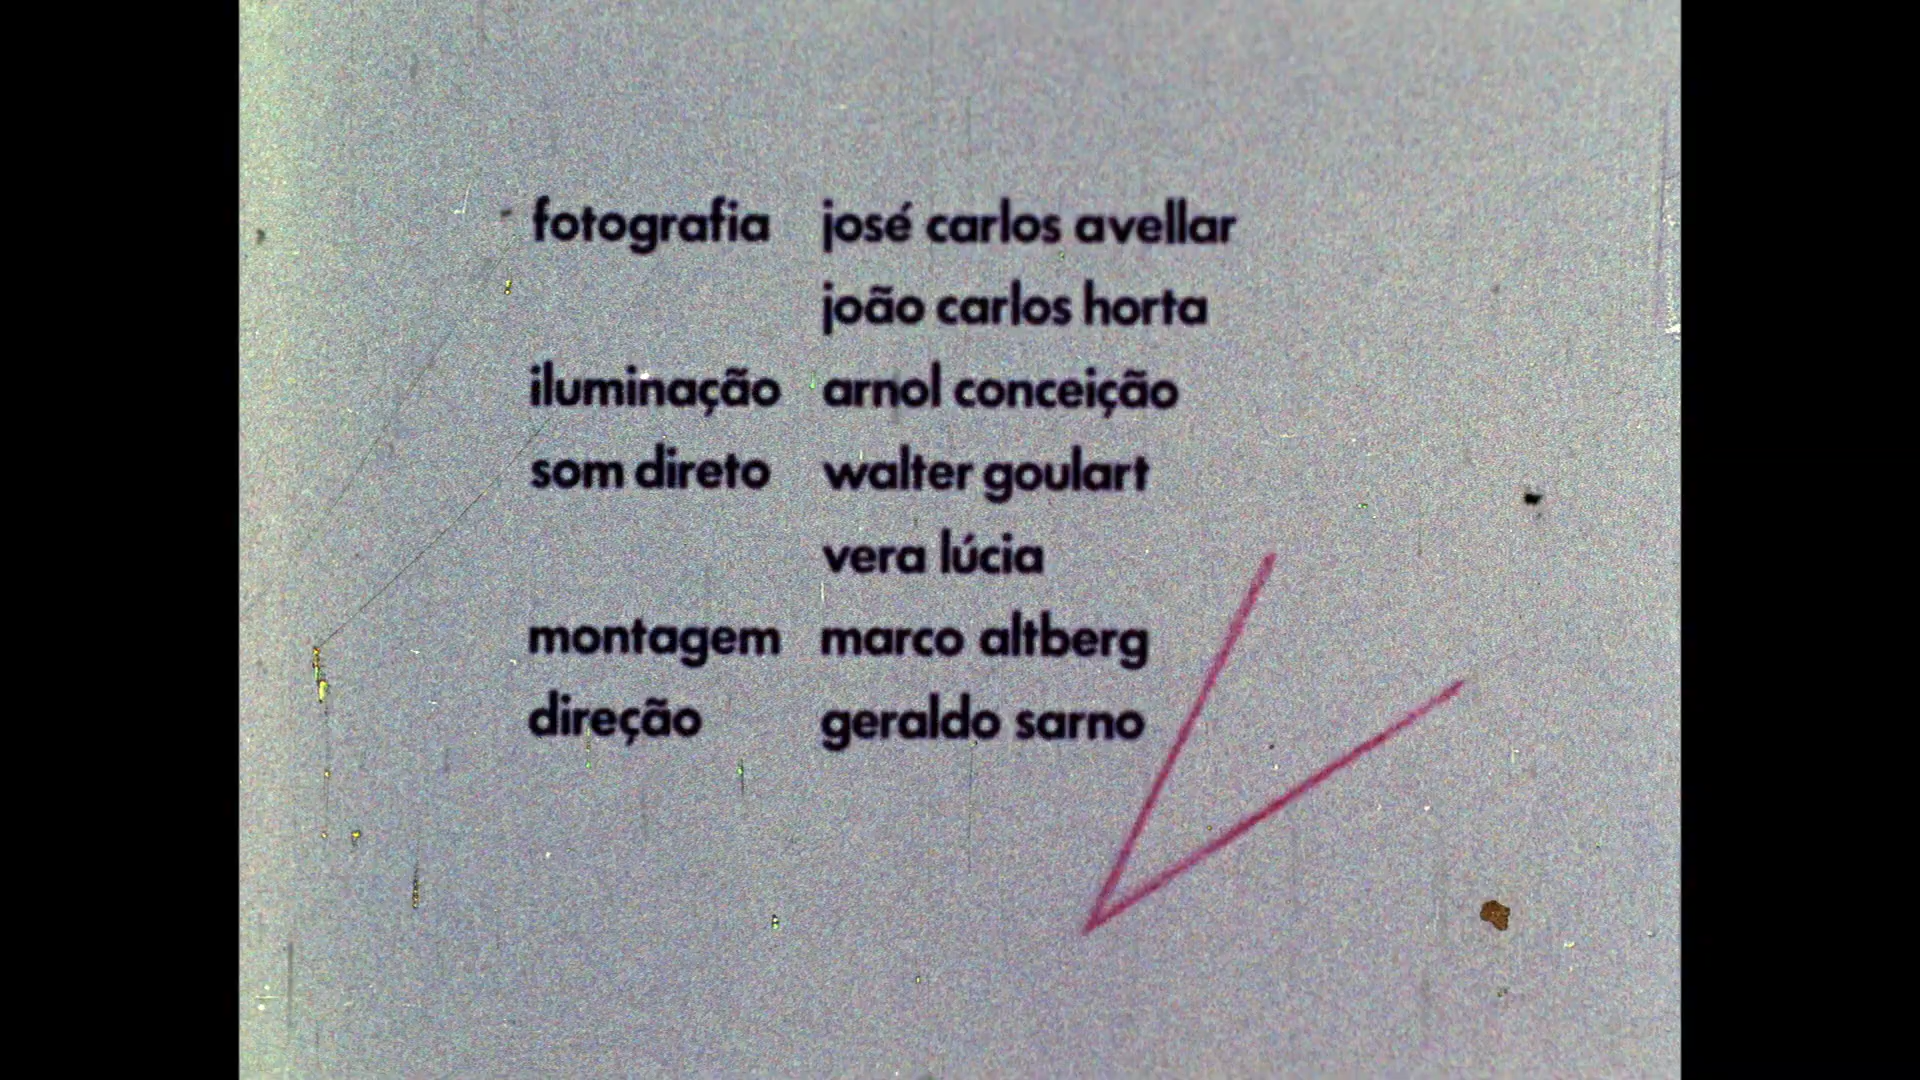 fotografia josé carlos avellar
joão carlos horta
iluminação arnol conceição
som direto walter goulart
vera lúcia
montagem marco altberg
direção geraldo sarno